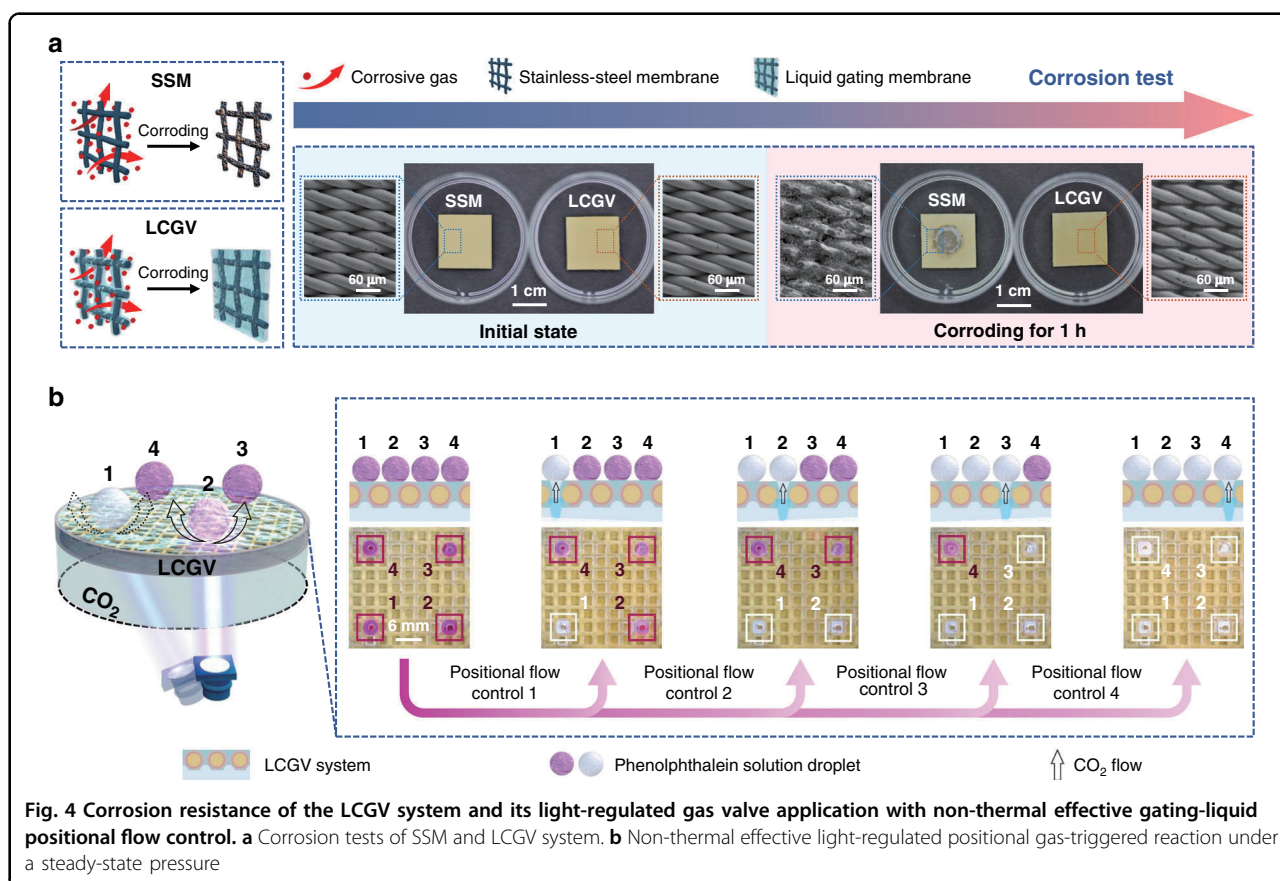 a
SSM
Corroding
LCGV
Corroding
Corrosive gas
Stainless-steel membrane
Liquid gating membrane
Corrosion test
60 μm
SSM
LCGV
1 cm
60 μm
Initial state
60 μm
SSM
LCGV
1 cm
60 μm
Corroding for 1 h
b
1
4
2
3
LCGV
CO2
1 2 3 4
1 2 3 4
1 2 3 4
1 2 3 4
1 2 3 4
4 3
1 2
6 mm
4 3
1 2
4 3
1 2
4 3
1 2
4 3
1 2
Positional flow
control 1
Positional flow
control 2
Positional flow
control 3
Positional flow
control 4
LCGV system
Phenolphthalein solution droplet
CO2 flow
Fig. 4 Corrosion resistance of the LCGV system and its light-regulated gas valve application with non-thermal effective gating-liquid
positional flow control. a Corrosion tests of SSM and LCGV system. b Non-thermal effective light-regulated positional gas-triggered reaction under
a steady-state pressure